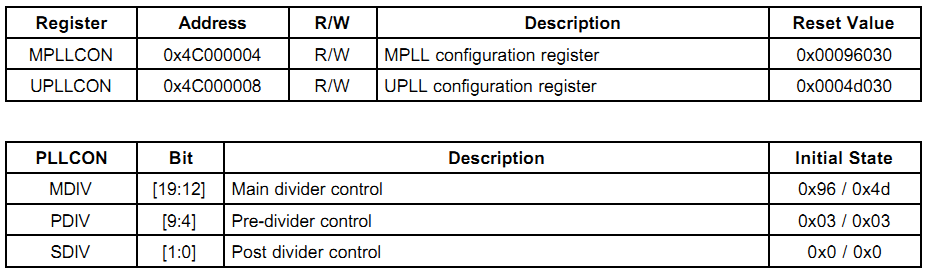 Register Address R/W Description Reset Value
MPLLCON 0x4C000004 R/W MPLL configuration register 0x00096030
UPLLCON 0x4C000008 R/W UPLL configuration register 0x0004d030
PLLCON Bit Description Initial State
MDIV [19:12] Main divider control 0x96 / 0x4d
PDIV [9:4] Pre-divider control 0x03 / 0x03
SDIV [1:0] Post divider control 0x0 / 0x0